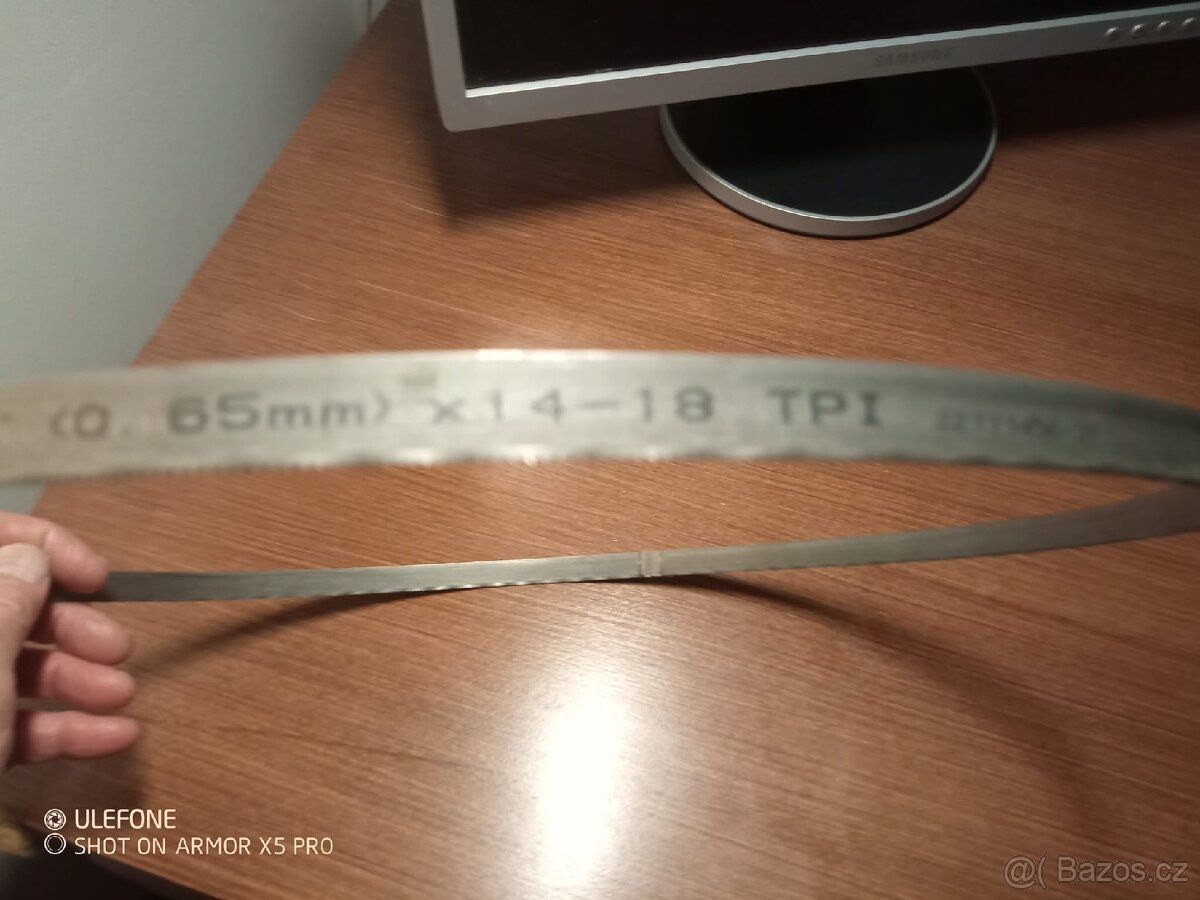 SAMSUNG
(0. 65mm) x14-18 TPI
ULEFONE
SHOT ON ARMOR X5 PRO
@( Bazos.cz